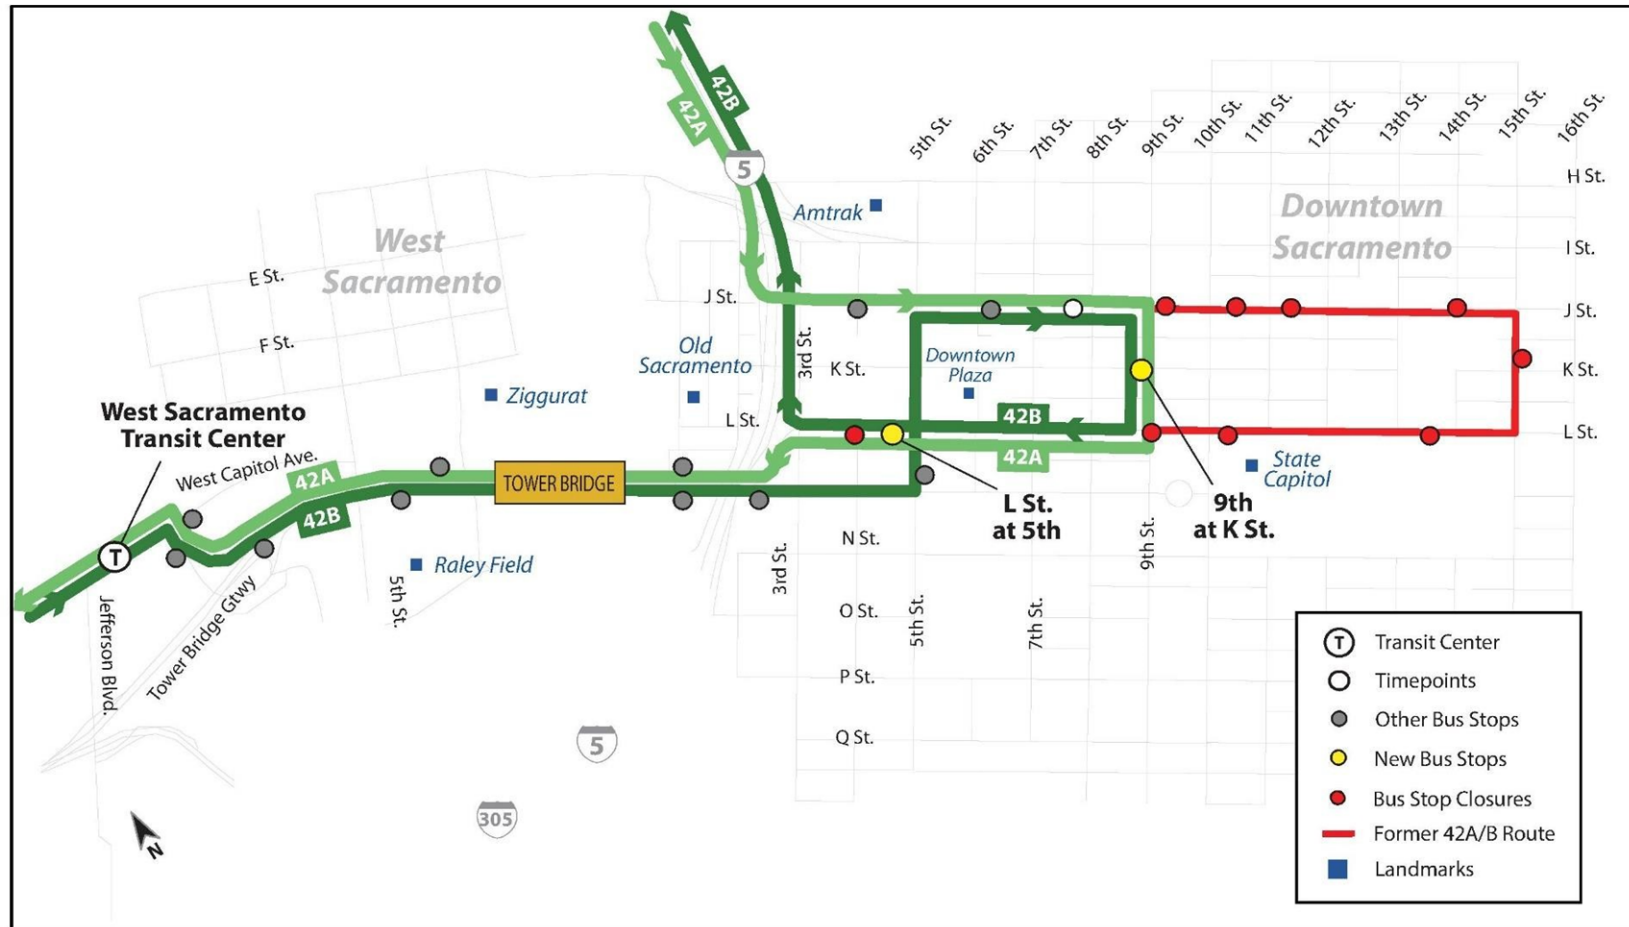 42B
42A
5
5th St.
6th St.
7th St.
8th St.
9th St.
10th St.
11th St.
12th St.
13th St.
14th St.
15th St.
16th St.
H St.
Amtrak
Downtown
Sacramento
West
Sacramento
I St.
E St.
J St.
J St.
F St.
Old
Sacramento
3rd St.
K St.
Downtown
Plaza
K St.
Ziggurat
West Sacramento
Transit Center
L St.
42B
L St.
West Capitol Ave.
42A
42A
State
Capitol
TOWER BRIDGE
42B
L St.
at 5th
9th
at K St.
N St.
9th St.
T
Raley Field
3rd St.
5th St.
Jefferson Blvd.
Tower Bridge Gtwy
O St.
5th St.
7th St.
P St.
Q St.
5
305
N
T Transit Center
Timepoints
Other Bus Stops
New Bus Stops
Bus Stop Closures
Former 42A/B Route
Landmarks